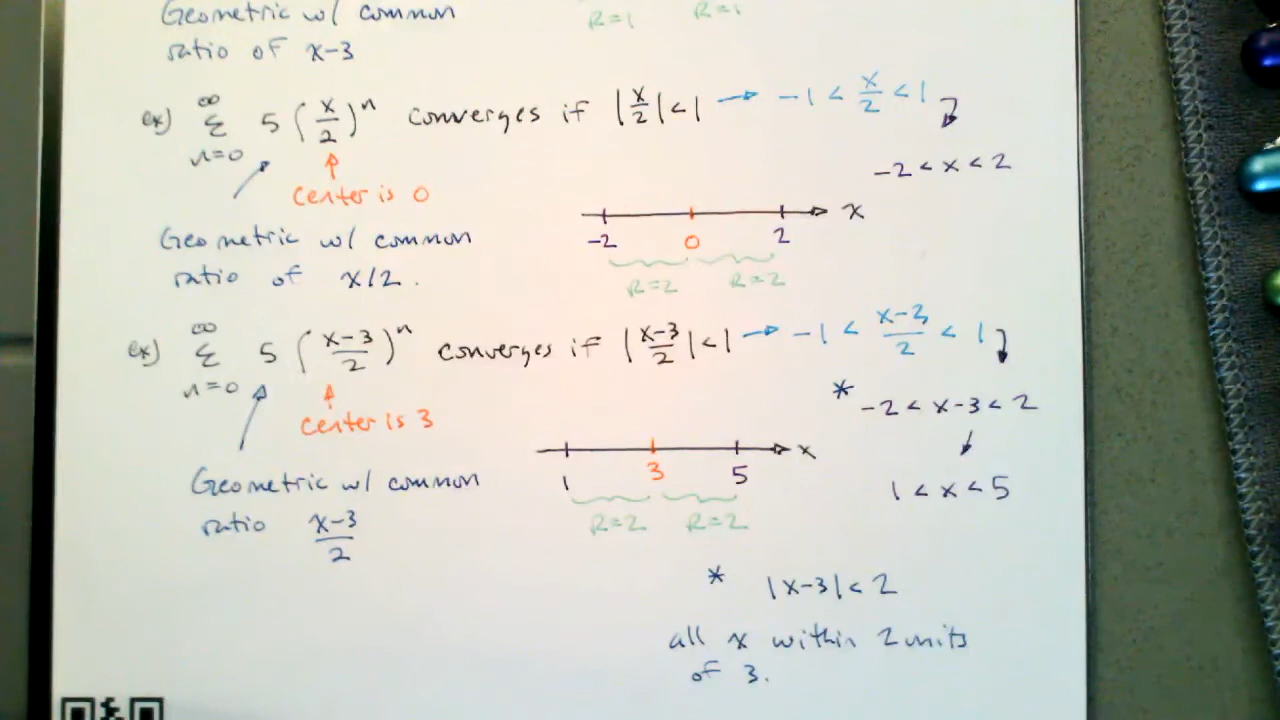 Geometric w/ common
ratio of x-3
R=1 R=1
ex) ∞ Σ n=0 5 (x/2)^n converges if |x/2|<1 → -1 < x/2 < 1
-2 < x < 2
Center is 0
x
-2 0 2
R=2 R=2
Geometric w/ common
ratio of x/2.
ex) ∞ Σ n=0 5 ((x-3)/2)^n converges if |(x-3)/2|<1 → -1 < (x-3)/2 < 1
* -2 < x-3 < 2
Center is 3
x
1 3 5
R=2 R=2
1 < x < 5
Geometric w/ common
ratio (x-3)/2
* |x-3|<2
all x within 2 units
of 3.